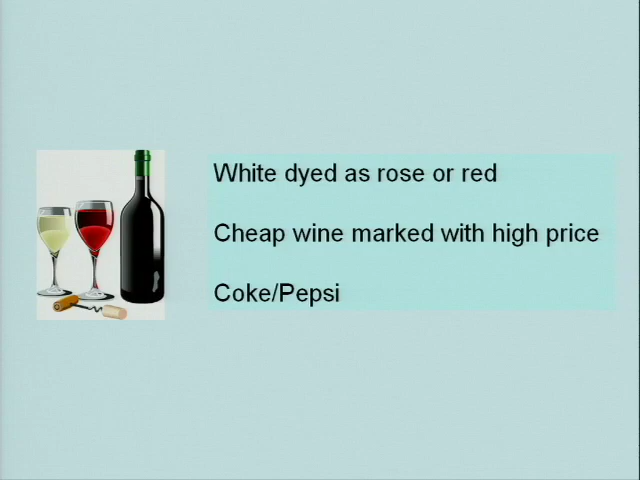 White dyed as rose or red
Cheap wine marked with high price
Coke/Pepsi